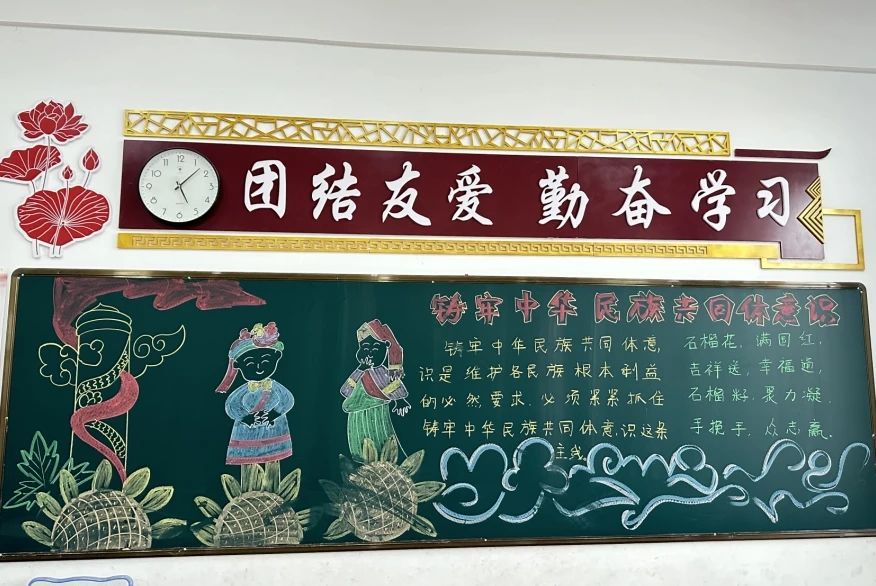 团结友爱 勤奋学习
铸牢中华民族共同体意识
铸牢中华民族共同体意
识是维护各民族根本利益
的必然要求.必须紧紧抓住
铸牢中华民族共同体意识这条
主线.
石榴花,满园红,
吉祥送,幸福道,
石榴籽,聚力凝.
手挽手,众志赢.